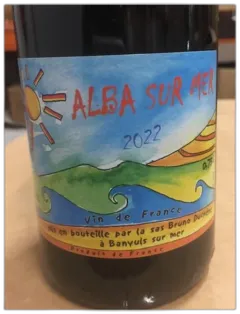 ALBA SUR MER
2022
Vin de France
mis en bouteille par la sas Bruno
à Banyuls sur mer
Produit de France